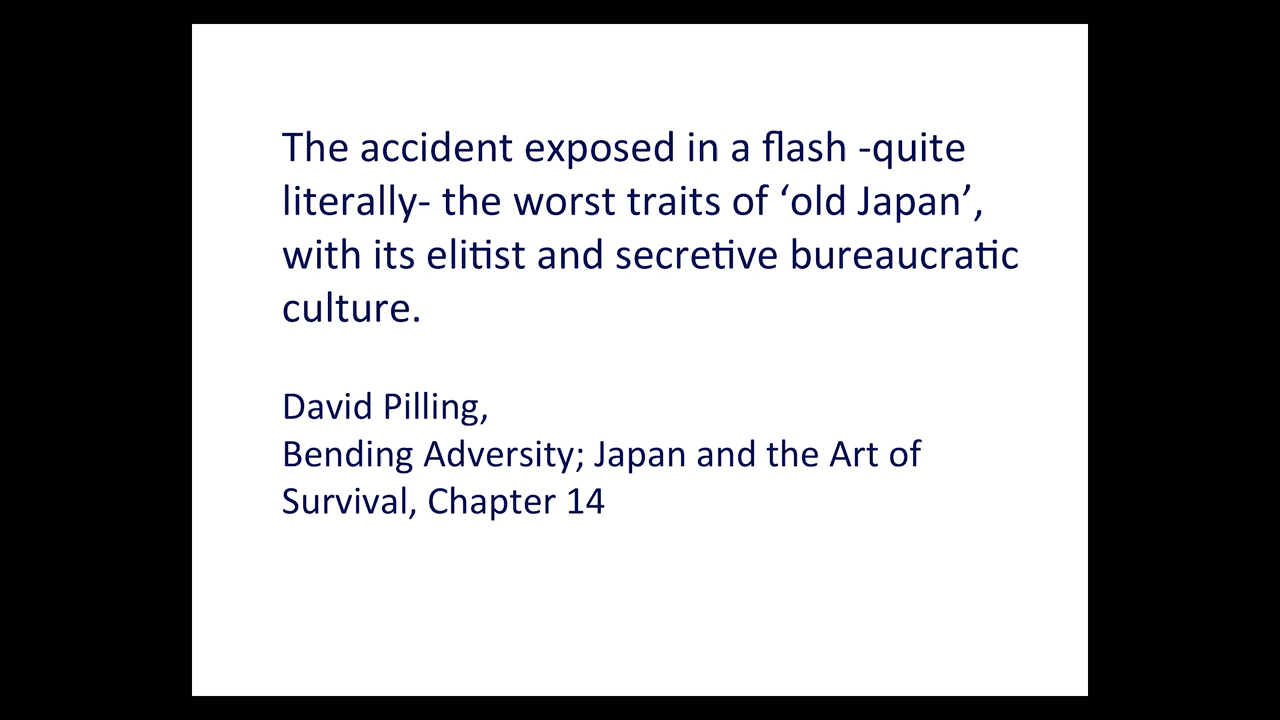 The accident exposed in a flash -quite
literally- the worst traits of ‘old Japan’,
with its elitist and secretive bureaucratic
culture.
David Pilling,
Bending Adversity; Japan and the Art of
Survival, Chapter 14